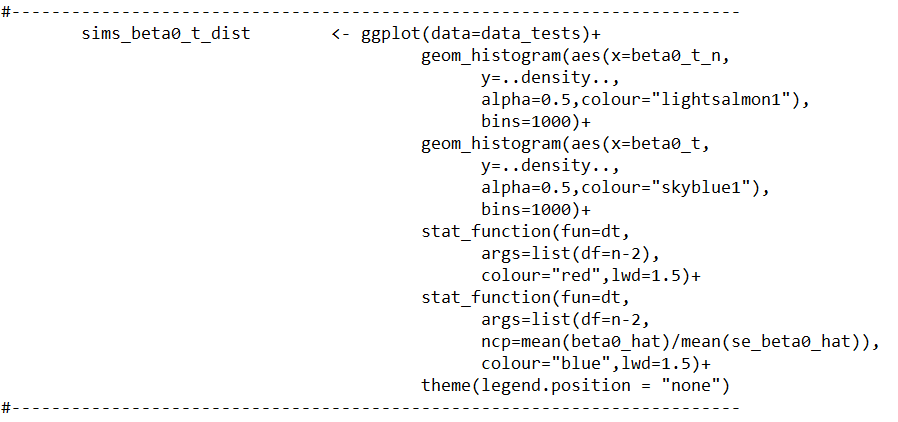 #-------------------------------------------------------------------------
sims_beta0_t_dist <- ggplot(data=data_tests)+
geom_histogram(aes(x=beta0_t_n,
y=..density..,
alpha=0.5,colour="lightsalmon1"),
bins=1000)+
geom_histogram(aes(x=beta0_t,
y=..density..,
alpha=0.5,colour="skyblue1"),
bins=1000)+
stat_function(fun=dt,
args=list(df=n-2),
colour="red",lwd=1.5)+
stat_function(fun=dt,
args=list(df=n-2,
ncp=mean(beta0_hat)/mean(se_beta0_hat)),
colour="blue",lwd=1.5)+
theme(legend.position = "none")
#-------------------------------------------------------------------------